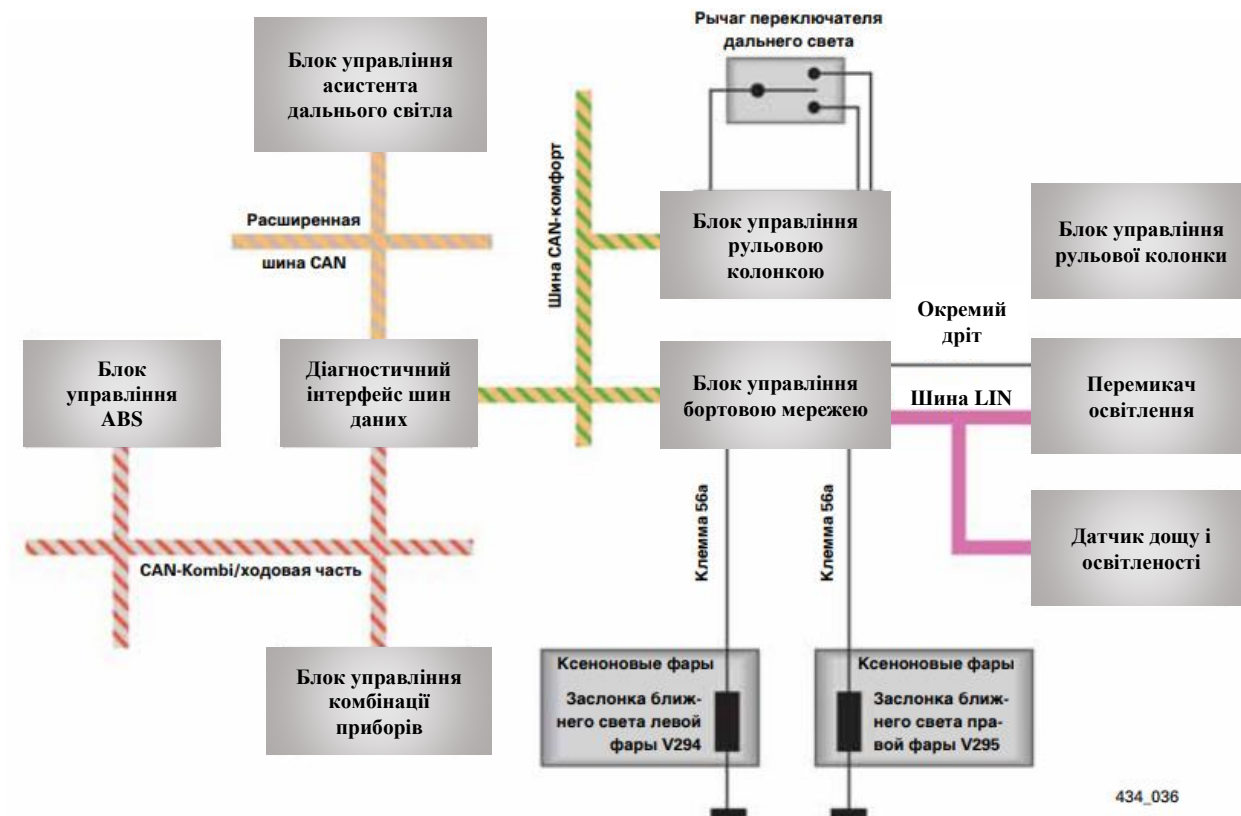 Рычаг переключателя
дальнего света
Блок управління
асистента
дальнього світла
Расширенная
шина CAN
Шина CAN-комфорт
Блок управління
рульовою
колонкою
Блок управління
рульової колонки
Окремий
дріт
Блок
управління
ABS
Діагностичний
інтерфейс шин
даних
Блок управління
бортовою мережею
Шина LIN
Перемикач
освітлення
Клемма 56а
Клемма 56а
Датчик дощу і
освітленості
CAN-Kombi/ходовая часть
Блок управління
комбінації
приборів
Ксеноновые фары
Заслонка ближ-
него света левой
фары V294
Ксеноновые фары
Заслонка ближ-
него света пра-
вой фары V295
434_036